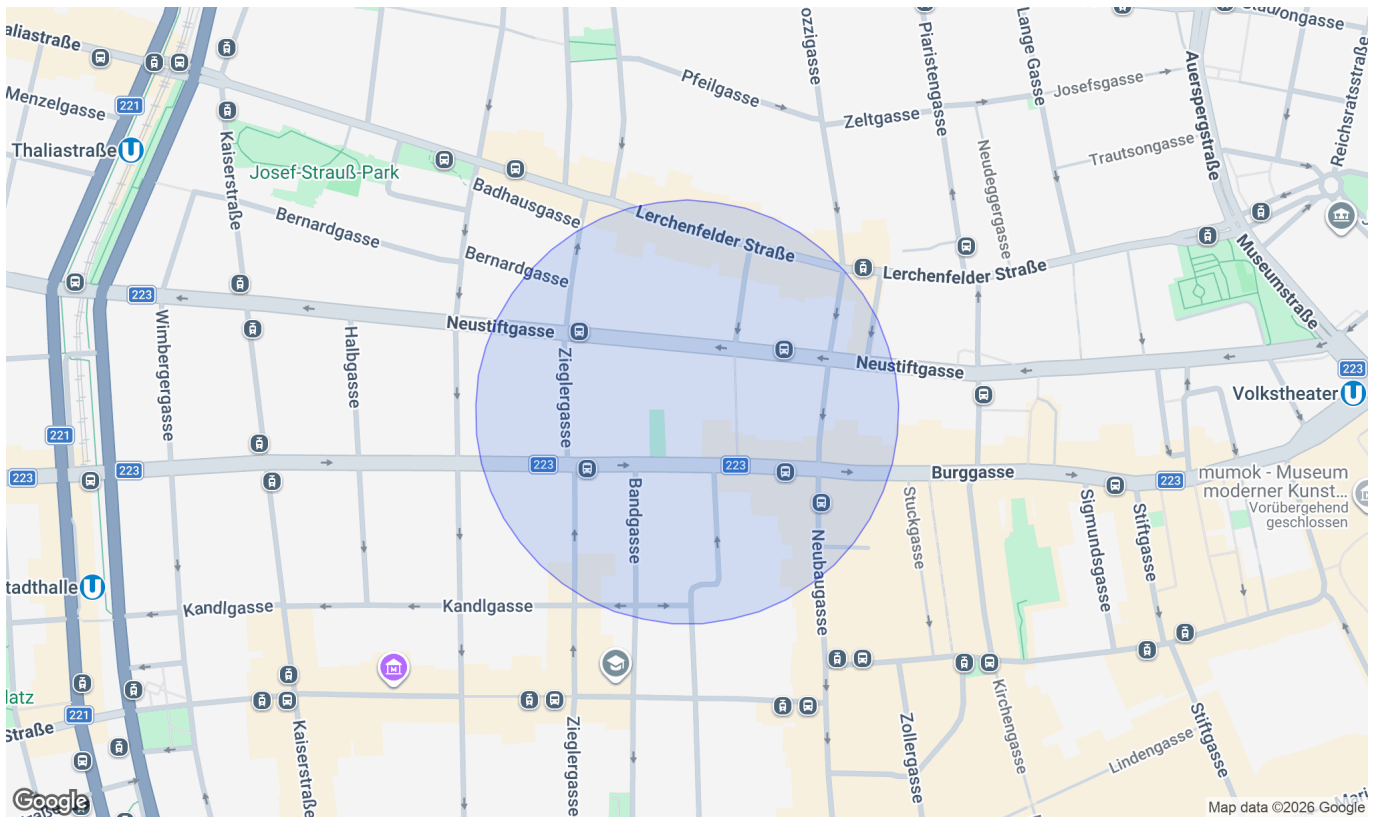 aliastraße
Menzelgasse
221
Thaliastraße
Kaiserstraße
Josef-Strauß-Park
Bernardgasse
Badhausgasse
Bernardgasse
Pfeilgasse
ozzigasse
Piaristengasse
Lange Gasse
Stadiongasse
Zeltgasse
Josefsgasse
Trautsongasse
Neudeggergasse
Auerspergstraße
Reichsratsstraße
Museumstraße
Lerchenfelder Straße
Lerchenfelder Straße
223
Wimbergergasse
Halbgasse
Neustiftgasse
Zieglergasse
Neustiftgasse
223
Volkstheater
221
223
223
223
223
Burggasse
223
mumok - Museum
moderner Kunst...
Vorübergehend
geschlossen
Bandgasse
Neubaugasse
Stuckgasse
Sigmundsgasse
Stiftgasse
tadthalle
Kandlgasse
Kandlgasse
latz
221
Straße
Kaiserstraße
Zieglergasse
Zollergasse
Kirchengasse
Lindengasse
Stiftgasse
Google
Map data ©2026 Google